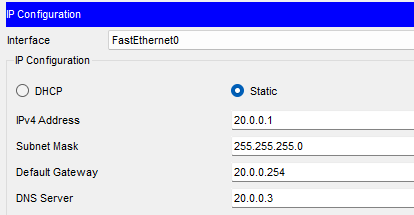 IP Configuration
Interface FastEthernet0
IP Configuration
DHCP Static
IPv4 Address 20.0.0.1
Subnet Mask 255.255.255.0
Default Gateway 20.0.0.254
DNS Server 20.0.0.3